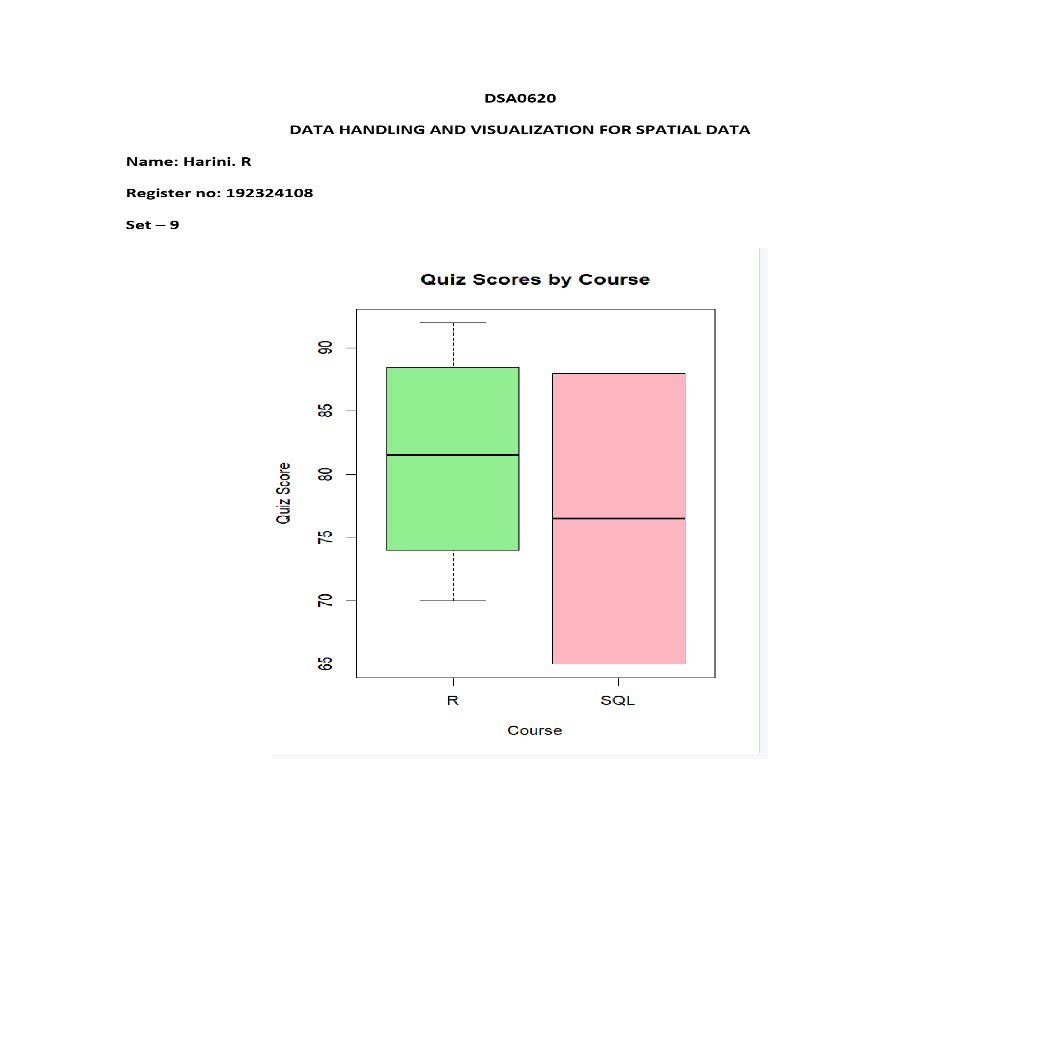 DSA0620
DATA HANDLING AND VISUALIZATION FOR SPATIAL DATA
Name: Harini. R
Register no: 192324108
Set – 9
Quiz Scores by Course
Quiz Score
90
85
80
75
70
65
R SQL
Course